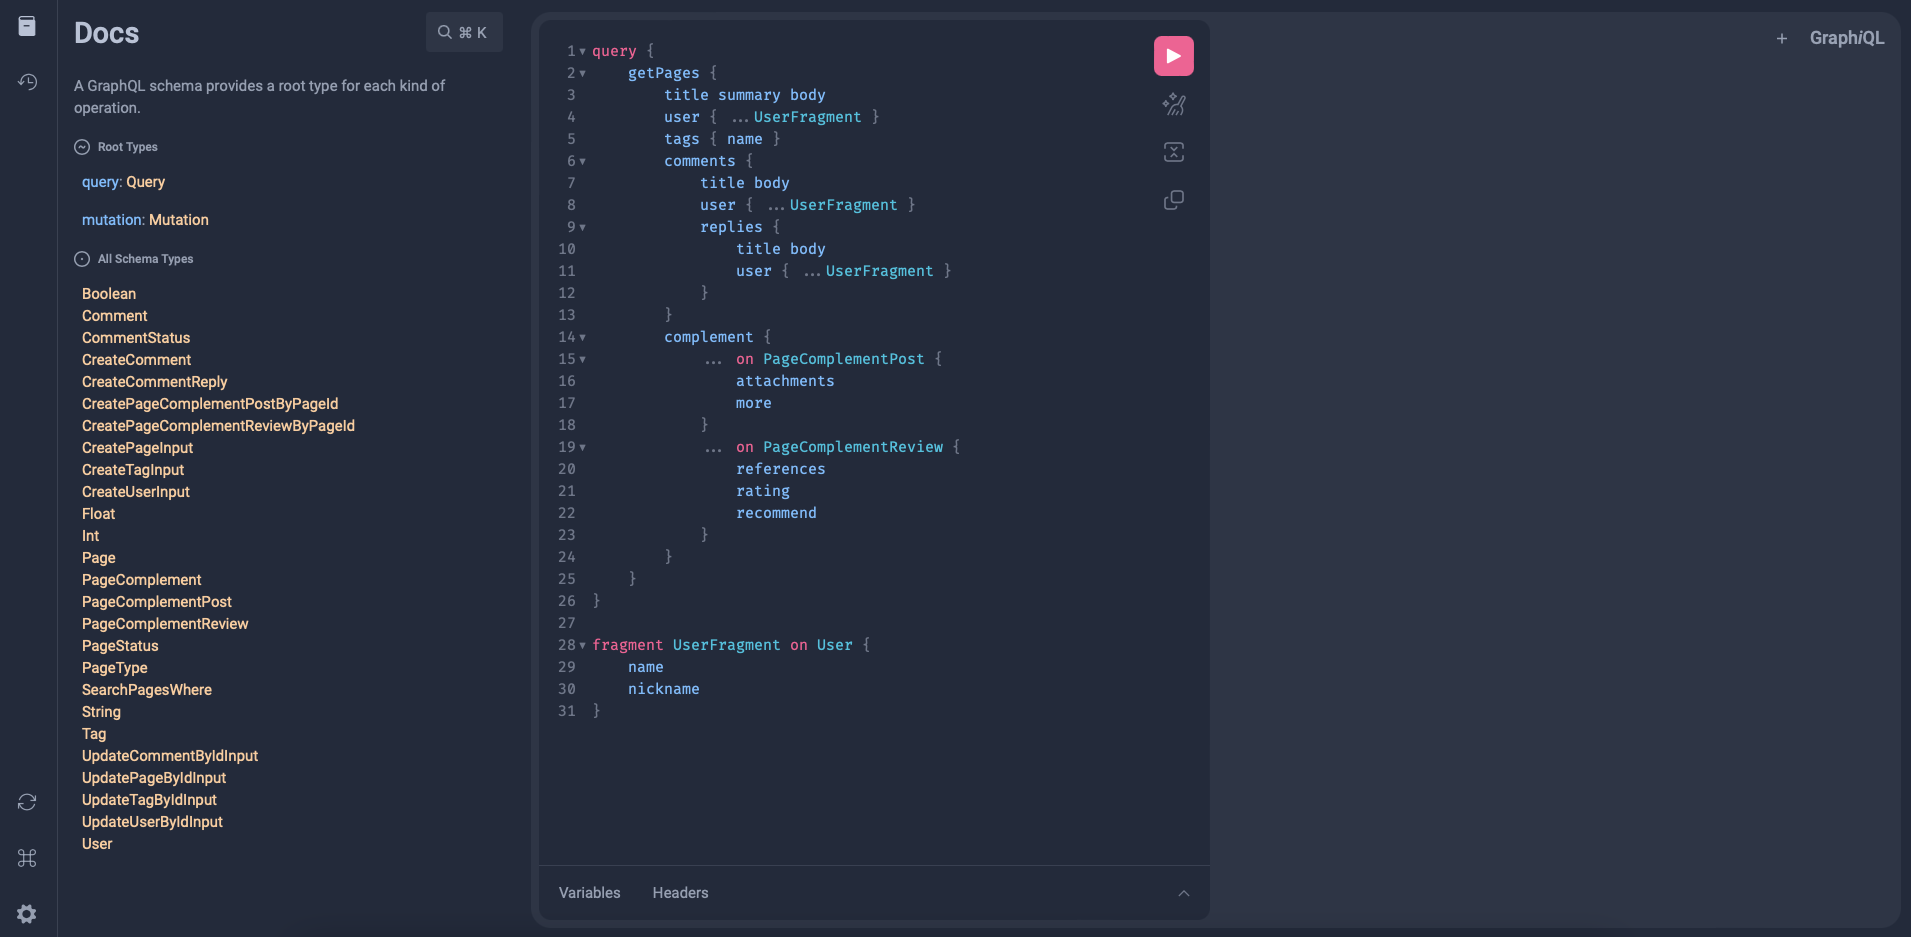 Docs
⌘ K
A GraphQL schema provides a root type for each kind of
operation.
Root Types
query: Query
mutation: Mutation
All Schema Types
Boolean
Comment
CommentStatus
CreateComment
CreateCommentReply
CreatePageComplementPostByPageId
CreatePageComplementReviewByPageId
CreatePageInput
CreateTagInput
CreateUserInput
Float
Int
Page
PageComplement
PageComplementPost
PageComplementReview
PageStatus
PageType
SearchPagesWhere
String
Tag
UpdateCommentByIdInput
UpdatePageByIdInput
UpdateTagByIdInput
UpdateUserByIdInput
User
1 query {
2 getPages {
3 title summary body
4 user { ...UserFragment }
5 tags { name }
6 comments {
7 title body
8 user { ...UserFragment }
9 replies {
10 title body
11 user { ...UserFragment }
12 }
13 }
14 complement {
15 ... on PageComplementPost {
16 attachments
17 more
18 }
19 ... on PageComplementReview {
20 references
21 rating
22 recommend
23 }
24 }
25 }
26 }
27
28 fragment UserFragment on User {
29 name
30 nickname
31 }
Variables Headers
+ GraphiQL